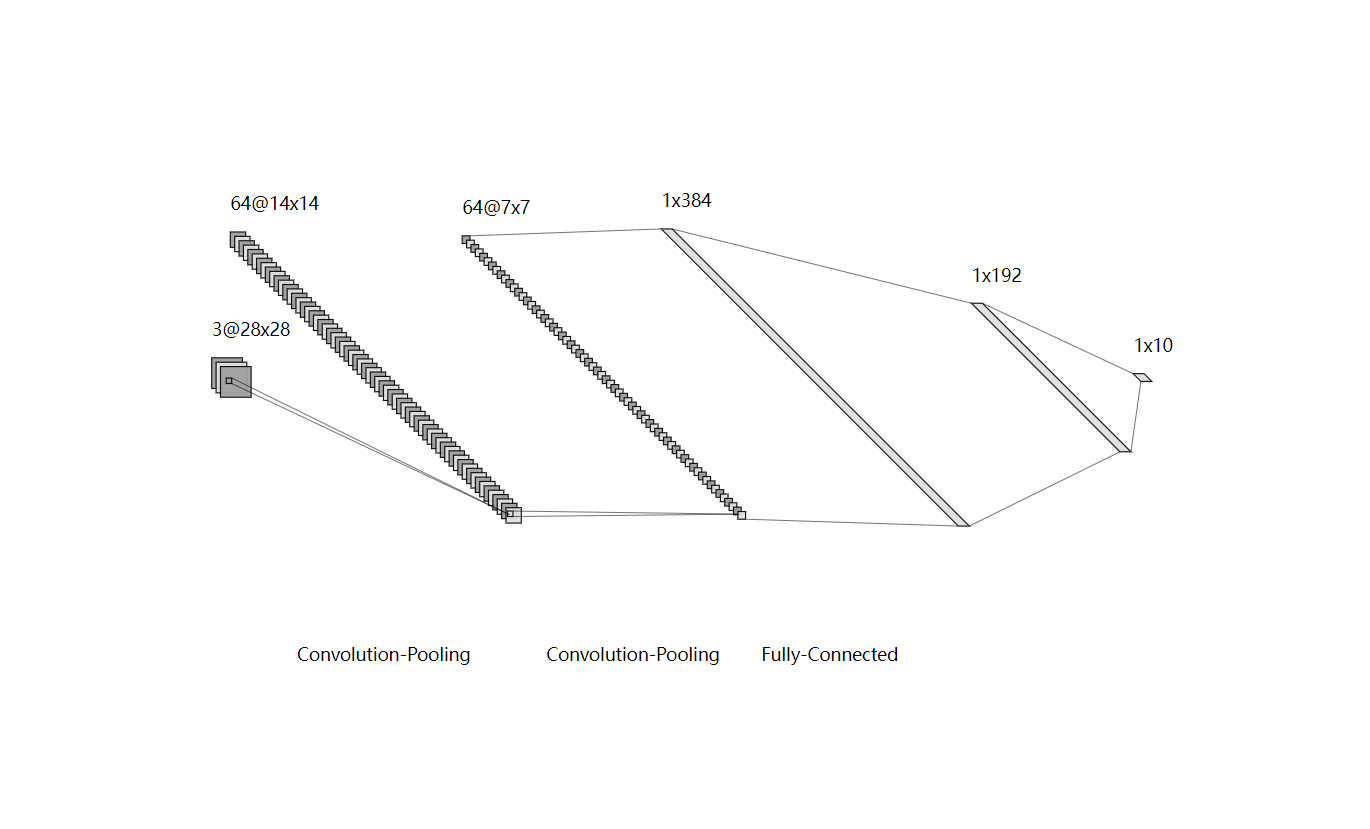 64@14x14
64@7x7
1x384
1x192
3@28x28
1x10
Convolution-Pooling
Convolution-Pooling
Fully-Connected